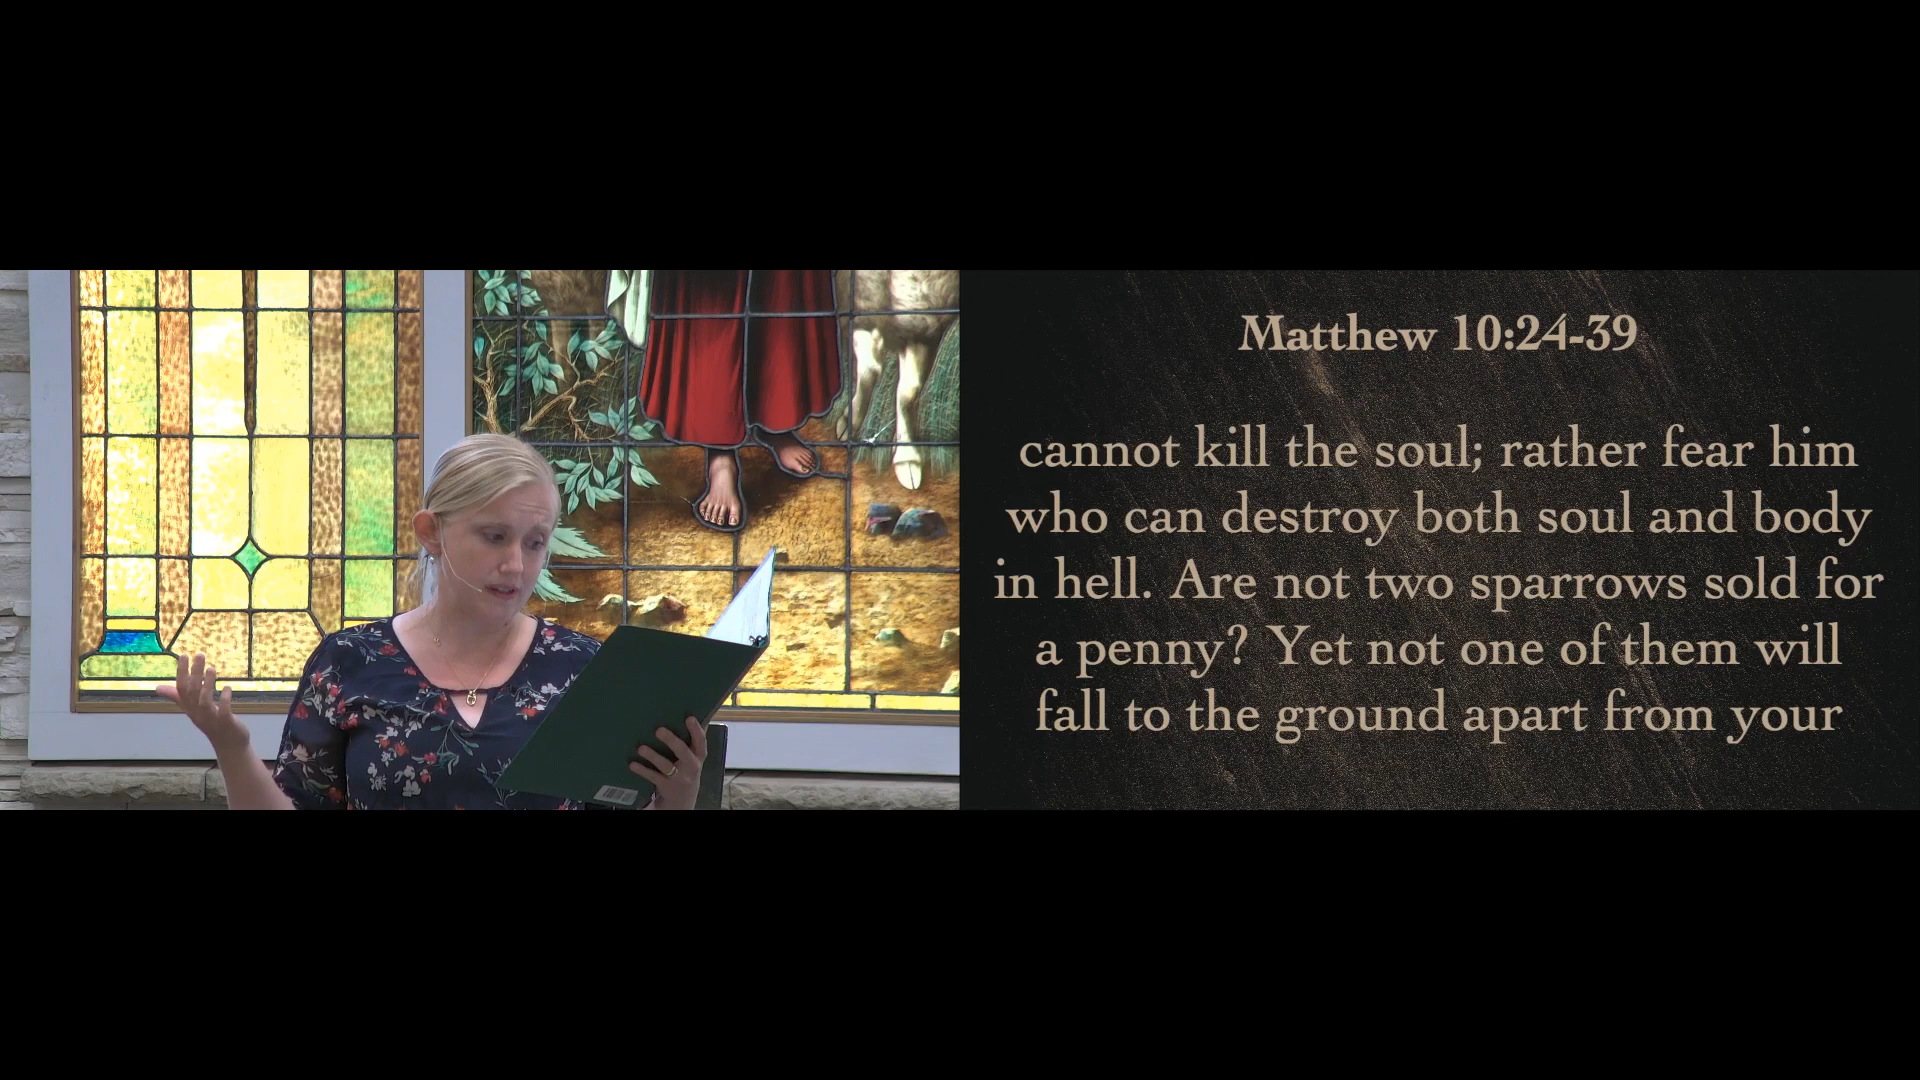 Matthew 10:24-39
cannot kill the soul; rather fear him
who can destroy both soul and body
in hell. Are not two sparrows sold for
a penny? Yet not one of them will
fall to the ground apart from your